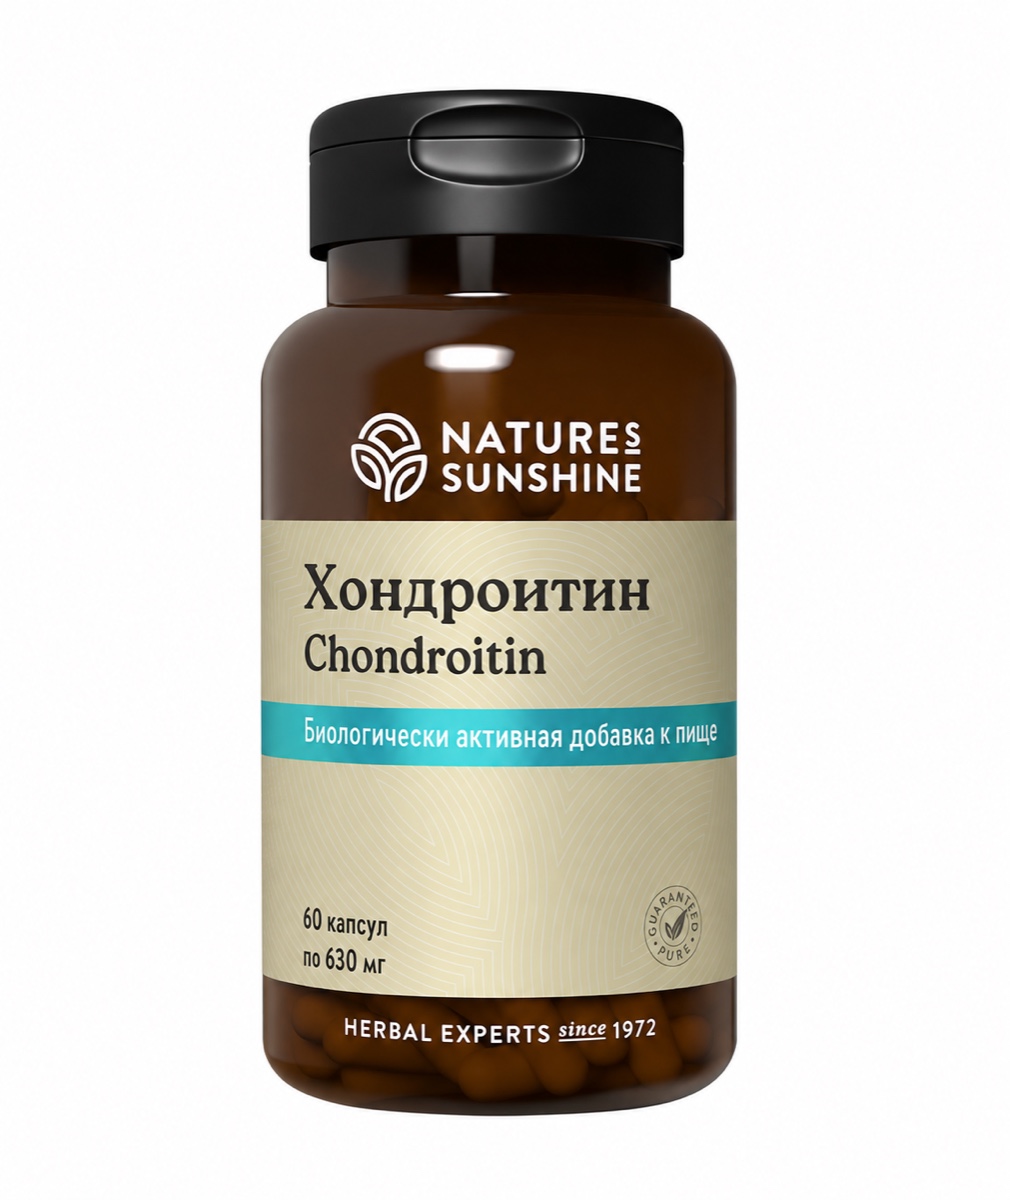 NATURES
SUNSHINE
Хондроитин
Chondroitin
Биологически активная добавка к пище
60 капсул
по 630 мг
GUARANTEED
PURE
HERBAL EXPERTS since 1972